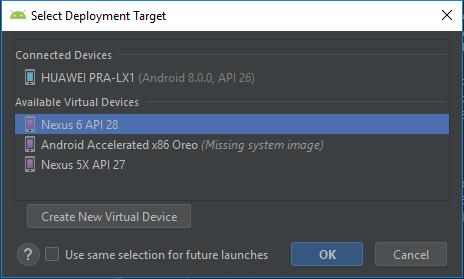 Select Deployment Target
Connected Devices
HUAWEI PRA-LX1 (Android 8.0.0, API 26)
Available Virtual Devices
Nexus 6 API 28
Android Accelerated x86 Oreo (Missing system image)
Nexus 5X API 27
Create New Virtual Device
? Use same selection for future launches OK Cancel